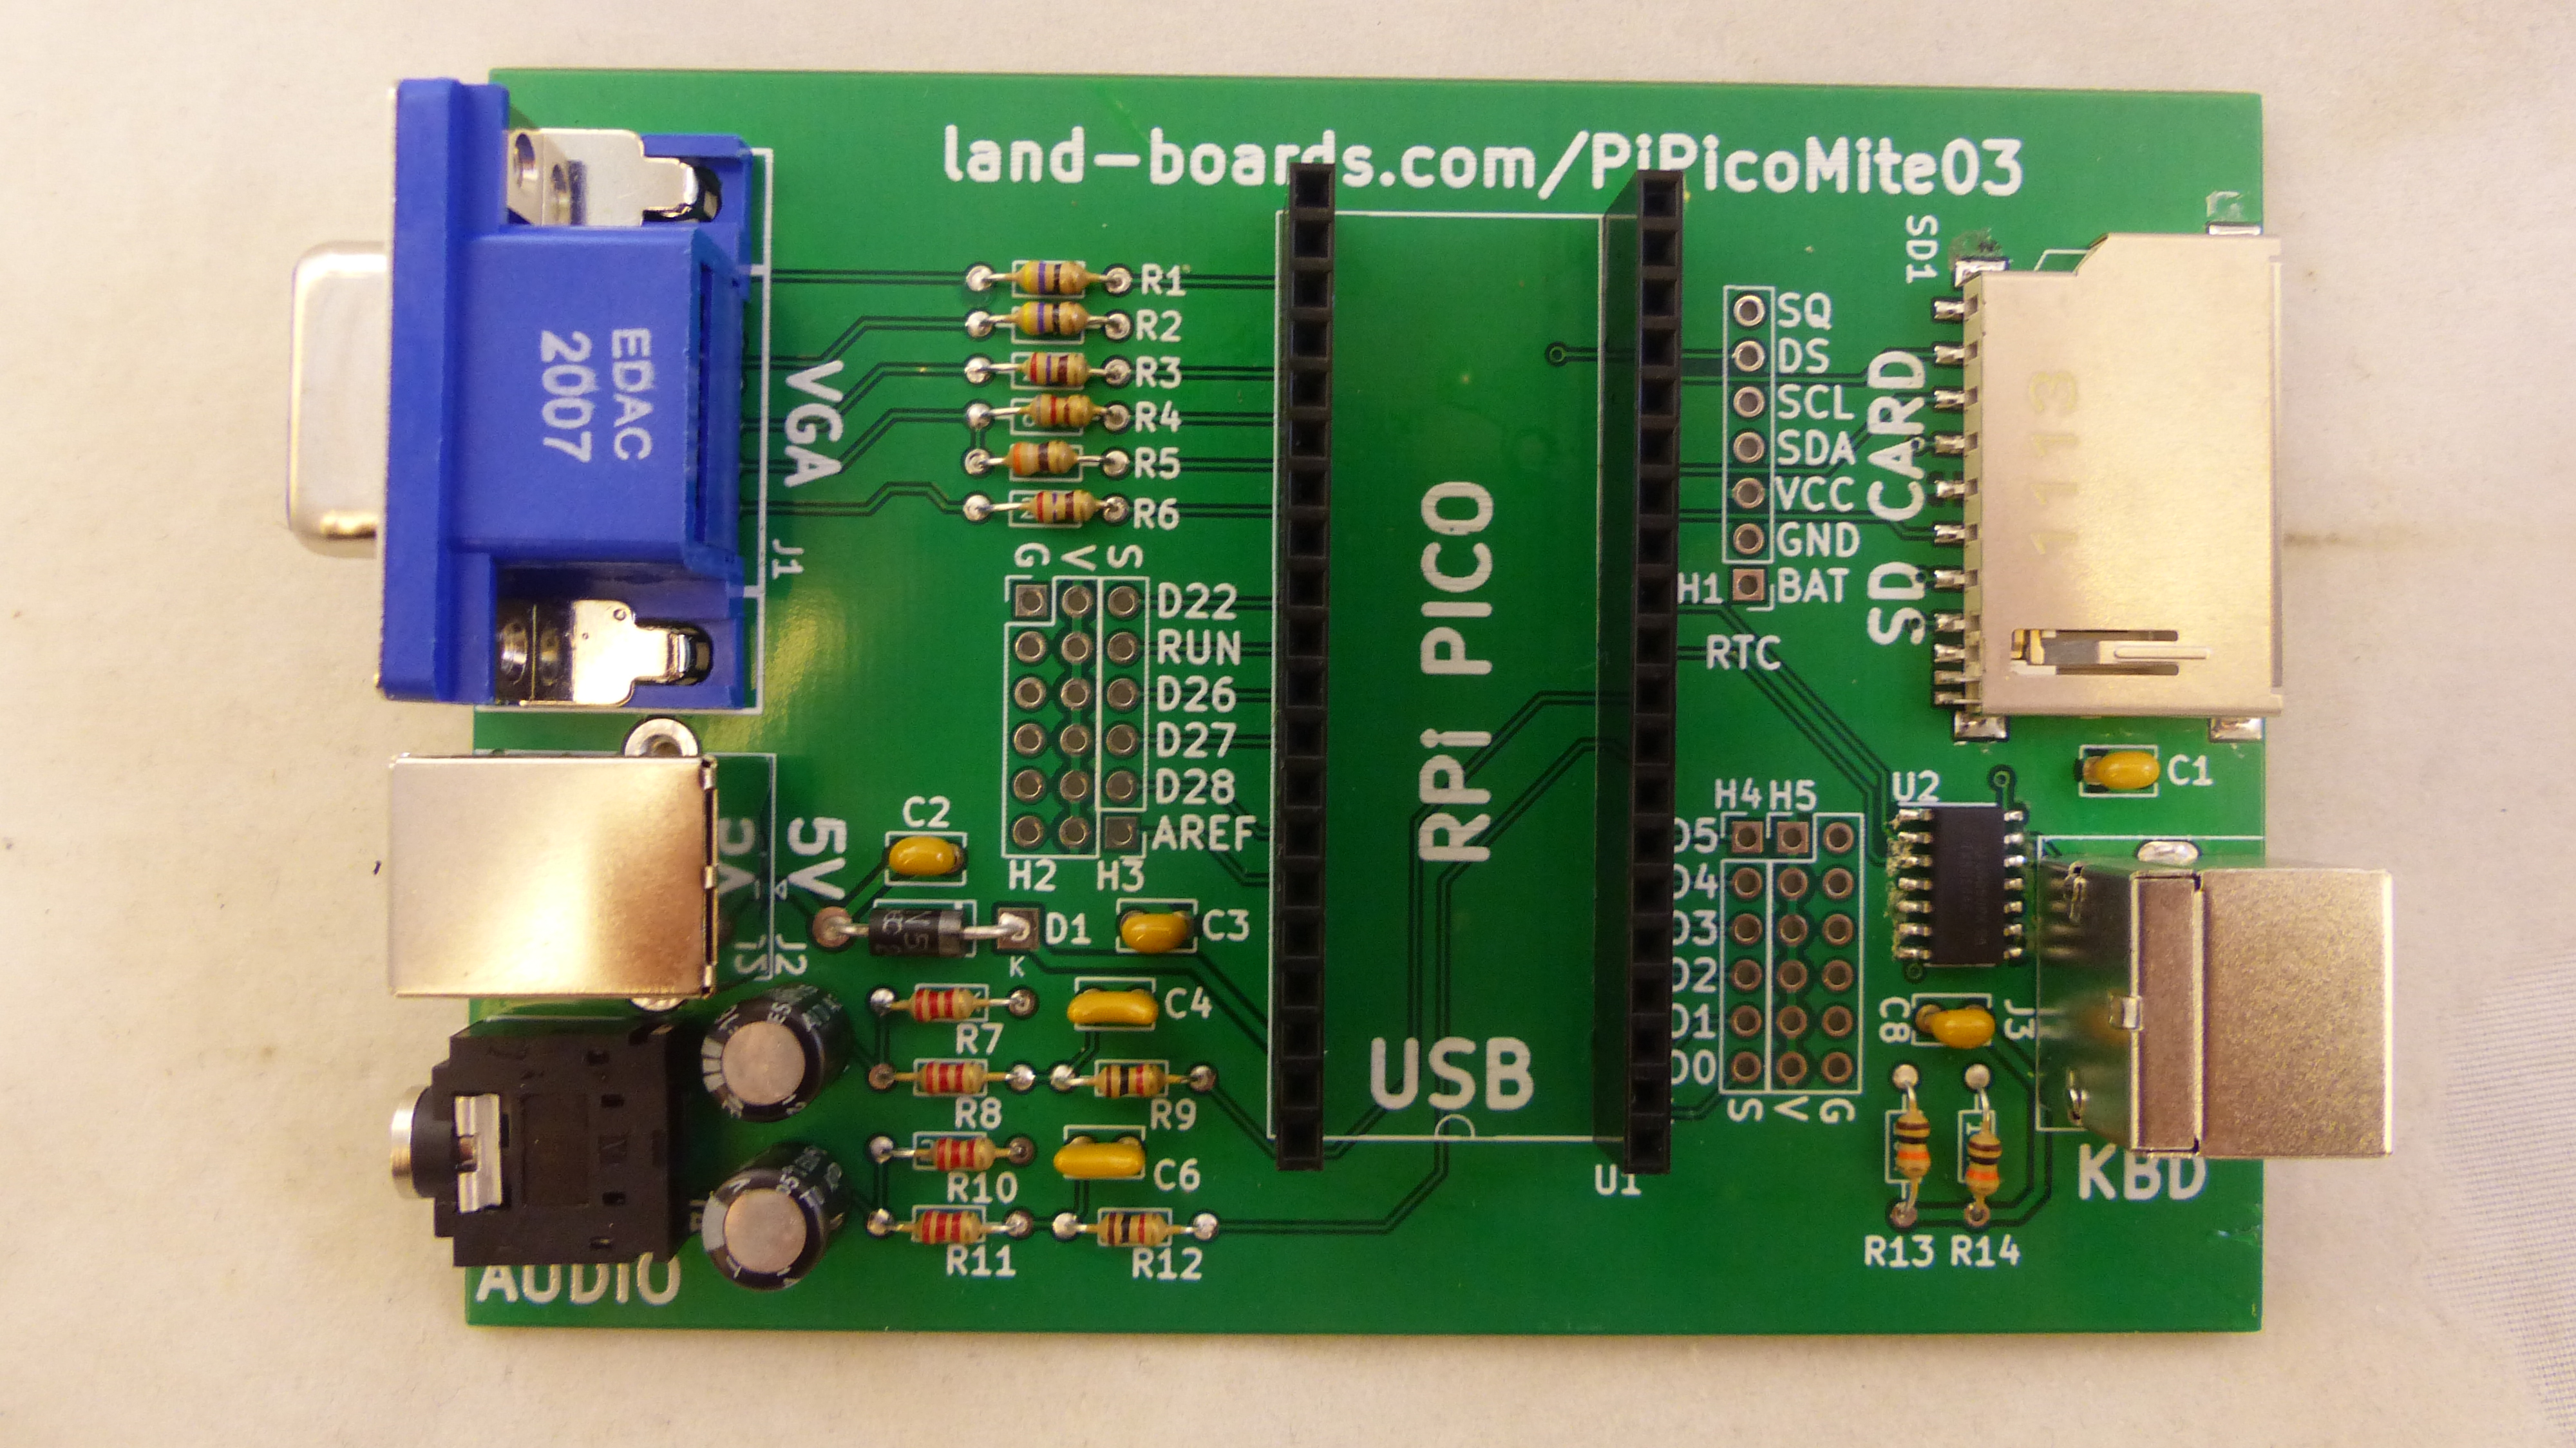 land-boards.com/PiPicoMite03
SD1
R1
R2
R3
R4
R5
R6
EDAC
2007
VGA
J1
SQ
DS
SCL
SDA
VCC
GND
H1 BAT
RTC
SD CARD
1113
G V S
D22
RUN
D26
D27
D28
AREF
H2 H3
RPi PICO
USB
U1
C1
U2
H4 H5
D5
D4
D3
D2
D1
D0
S V G
5V
J2
C2
D1
K
C3
C4
R7
R8
R9
C6
R10
R11
R12
AUDIO
C8
J3
KBD
R13 R14